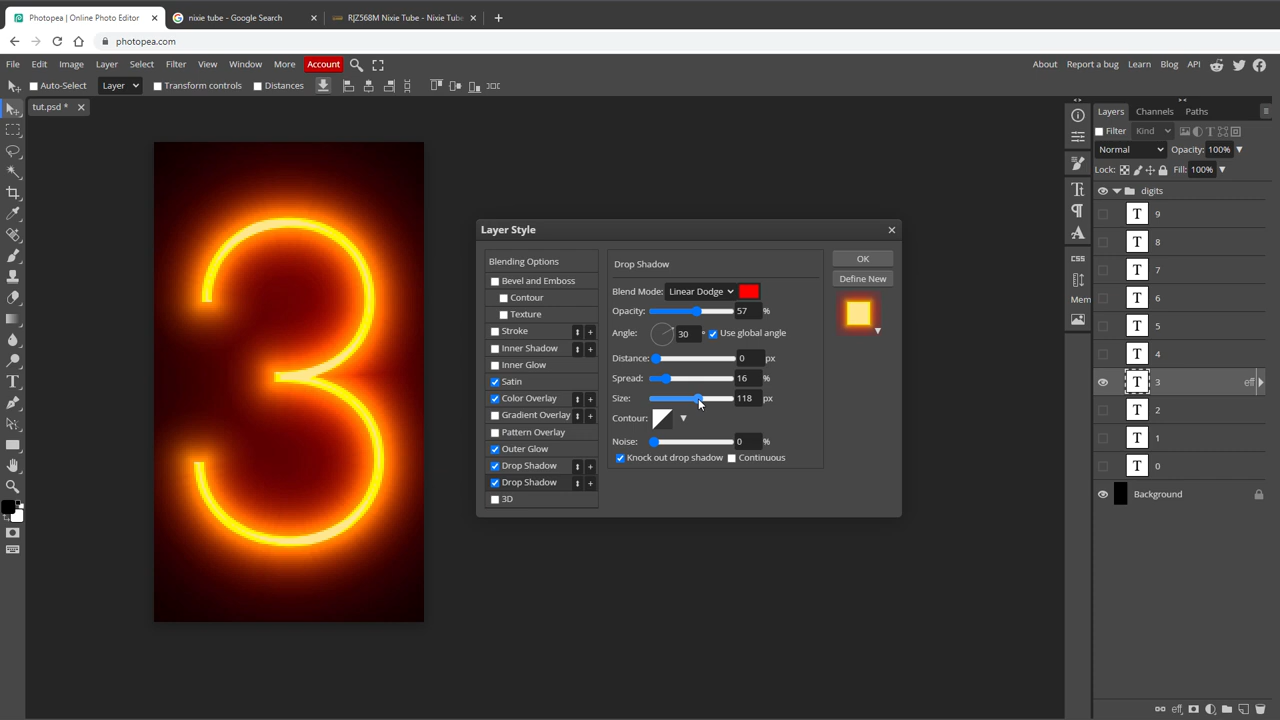 Photopea | Online Photo Editor
nixie tube - Google Search
RJZ568M Nixie Tube - Nixie Tube
photopea.com
File Edit Image Layer Select Filter View Window More Account
About Report a bug Learn Blog API
Auto-Select Layer Transform controls Distances
tut.psd *
Layers Channels Paths
Filter Kind
Normal Opacity: 100%
Lock: Fill: 100%
digits
T 9
T 8
T 7
T 6
T 5
T 4
T 3 eff
T 2
T 1
T 0
Background
CSS
Mem
3
Layer Style
Blending Options
Bevel and Emboss
Contour
Texture
Stroke
Inner Shadow
Inner Glow
Satin
Color Overlay
Gradient Overlay
Pattern Overlay
Outer Glow
Drop Shadow
Drop Shadow
3D
Drop Shadow
Blend Mode: Linear Dodge
Opacity: 57 %
Angle: 30 ° Use global angle
Distance: 0 px
Spread: 16 %
Size: 118 px
Contour:
Noise: 0 %
Knock out drop shadow Continuous
OK
Define New
eff